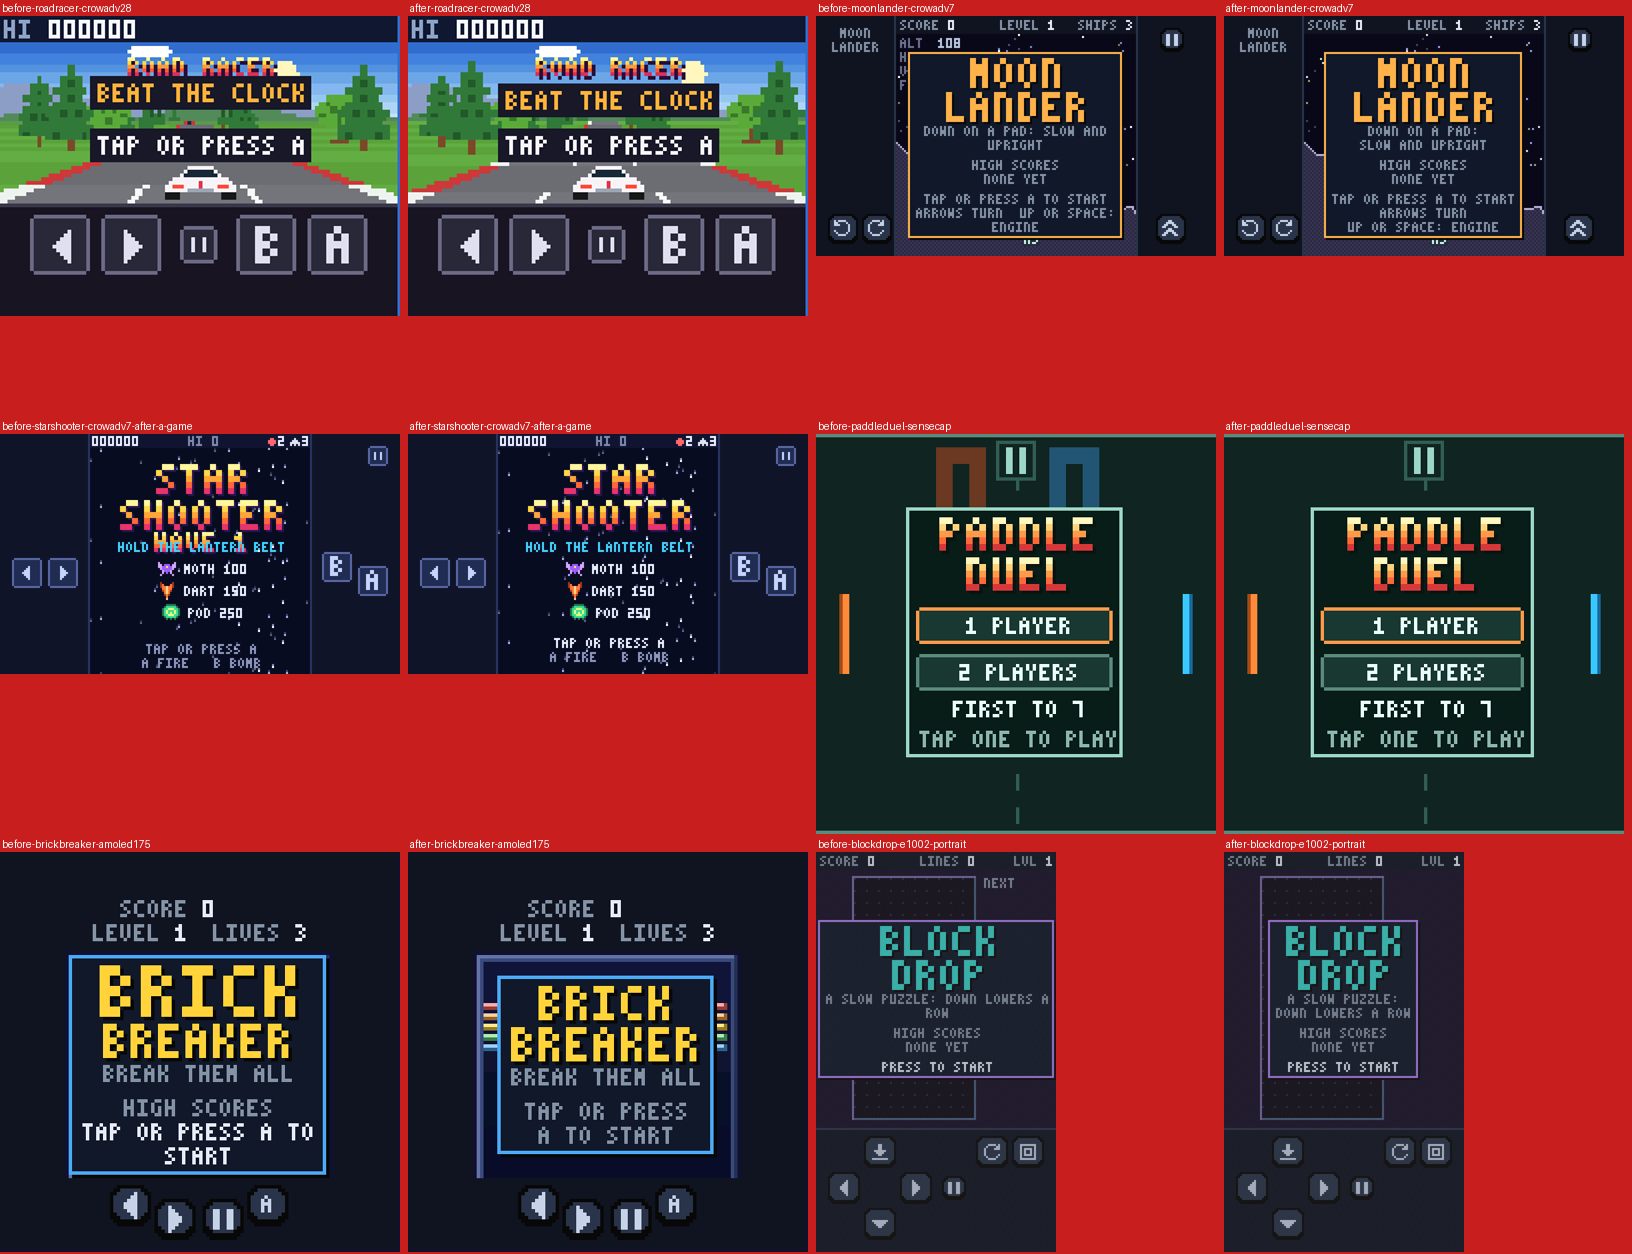 before-roadracer-crowadv28
HI 000000
ROAD RACER
BEAT THE CLOCK
TAP OR PRESS A
B A
after-roadracer-crowadv28
HI 000000
ROAD RACER
BEAT THE CLOCK
TAP OR PRESS A
B A
before-moonlander-crowadv7
MOON
LANDER
SCORE 0 LEVEL 1 SHIPS 3
ALT 108
MOON
LANDER
DOWN ON A PAD: SLOW AND
UPRIGHT
HIGH SCORES
NONE YET
TAP OR PRESS A TO START
ARROWS TURN UP OR SPACE:
ENGINE
after-moonlander-crowadv7
MOON
LANDER
SCORE 0 LEVEL 1 SHIPS 3
MOON
LANDER
DOWN ON A PAD:
SLOW AND UPRIGHT
HIGH SCORES
NONE YET
TAP OR PRESS A TO START
ARROWS TURN
UP OR SPACE: ENGINE
before-starshooter-crowadv7-after-a-game
000000 HI 0 2 3
STAR
SHOOTER
WAVE 1
HOLD THE LANTERN BELT
MOTH 100
DART 150
POD 250
TAP OR PRESS A
A FIRE B BOMB
B
A
after-starshooter-crowadv7-after-a-game
000000 HI 0 2 3
STAR
SHOOTER
HOLD THE LANTERN BELT
MOTH 100
DART 150
POD 250
TAP OR PRESS A
A FIRE B BOMB
B
A
before-paddleduel-sensecap
PADDLE
DUEL
1 PLAYER
2 PLAYERS
FIRST TO 7
TAP ONE TO PLAY
after-paddleduel-sensecap
PADDLE
DUEL
1 PLAYER
2 PLAYERS
FIRST TO 7
TAP ONE TO PLAY
before-brickbreaker-amoled175
SCORE 0
LEVEL 1 LIVES 3
BRICK
BREAKER
BREAK THEM ALL
HIGH SCORES
TAP OR PRESS A TO
START
A
after-brickbreaker-amoled175
SCORE 0
LEVEL 1 LIVES 3
BRICK
BREAKER
BREAK THEM ALL
TAP OR PRESS
A TO START
A
before-blockdrop-e1002-portrait
SCORE 0 LINES 0 LVL 1
NEXT
BLOCK
DROP
A SLOW PUZZLE: DOWN LOWERS A
ROW
HIGH SCORES
NONE YET
PRESS TO START
after-blockdrop-e1002-portrait
SCORE 0 LINES 0 LVL 1
BLOCK
DROP
A SLOW PUZZLE:
DOWN LOWERS A ROW
HIGH SCORES
NONE YET
PRESS TO START